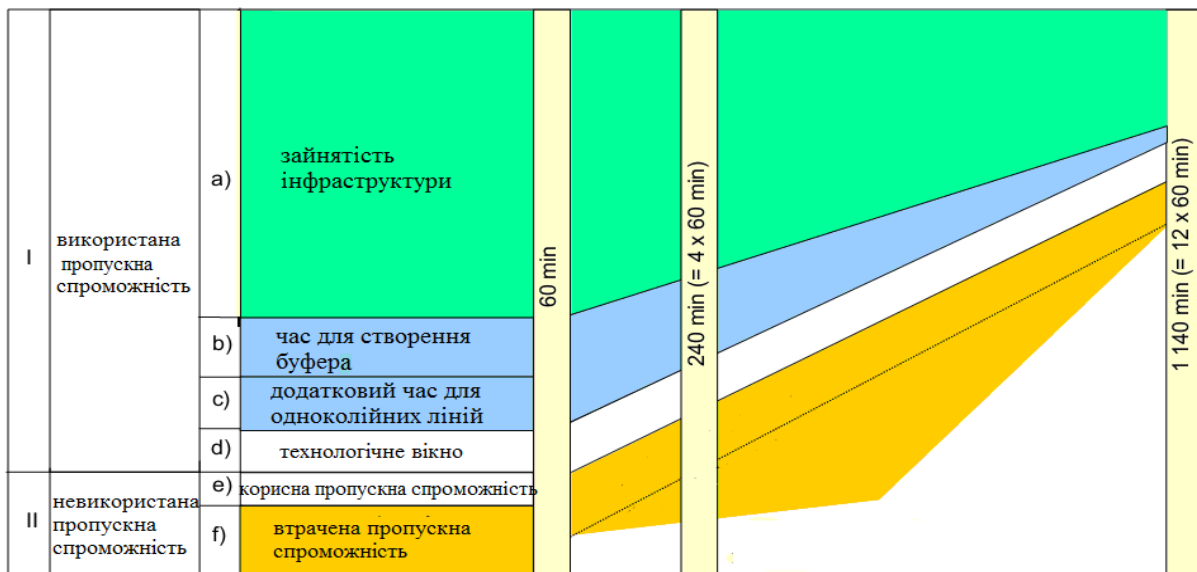 I
використана
пропускна
спроможність
a)
зайнятість
інфраструктури
b)
час для створення
буфера
c)
додатковий час для
одноколійних ліній
d)
технологічне вікно
II
невикористана
пропускна
спроможність
e)
корисна пропускна спроможність
f)
втрачена пропускна
спроможність
60 min
240 min (= 4 x 60 min)
1 140 min (= 12 x 60 min)